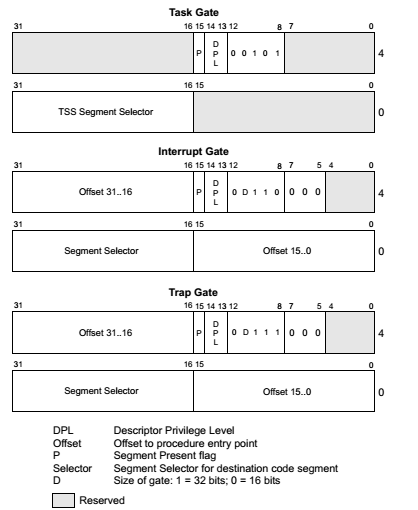 Task Gate
31 16 15 14 13 12 8 7 0
P D P L 0 0 1 0 1 4
31 16 15 0
TSS Segment Selector 0
Interrupt Gate
31 16 15 14 13 12 8 7 5 4 0
Offset 31..16 P D P L 0 D 1 1 0 0 0 0 4
31 16 15 0
Segment Selector Offset 15..0 0
Trap Gate
31 16 15 14 13 12 8 7 5 4 0
Offset 31..16 P D P L 0 D 1 1 1 0 0 0 4
31 16 15 0
Segment Selector Offset 15..0 0
DPL Descriptor Privilege Level
Offset Offset to procedure entry point
P Segment Present flag
Selector Segment Selector for destination code segment
D Size of gate: 1 = 32 bits; 0 = 16 bits
Reserved